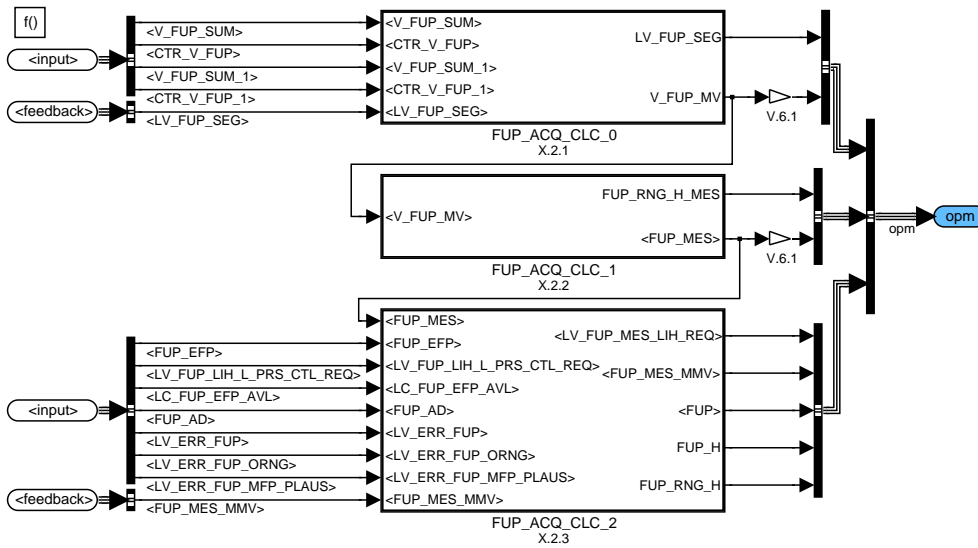 f()
<input>
<V_FUP_SUM>
<CTR_V_FUP>
<V_FUP_SUM_1>
<CTR_V_FUP_1>
<feedback>
<LV_FUP_SEG>
<V_FUP_SUM>
<CTR_V_FUP>
<V_FUP_SUM_1>
<CTR_V_FUP_1>
<LV_FUP_SEG>
LV_FUP_SEG
V_FUP_MV
V.6.1
FUP_ACQ_CLC_0
X.2.1
<V_FUP_MV>
FUP_RNG_H_MES
<FUP_MES>
V.6.1
FUP_ACQ_CLC_1
X.2.2
opm
opm
<input>
<FUP_EFP>
<LV_FUP_LIH_L_PRS_CTL_REQ>
<LC_FUP_EFP_AVL>
<FUP_AD>
<LV_ERR_FUP>
<LV_ERR_FUP_ORNG>
<LV_ERR_FUP_MFP_PLAUS>
<feedback>
<FUP_MES_MMV>
<FUP_MES>
<FUP_EFP>
<LV_FUP_LIH_L_PRS_CTL_REQ>
<LC_FUP_EFP_AVL>
<FUP_AD>
<LV_ERR_FUP>
<LV_ERR_FUP_ORNG>
<LV_ERR_FUP_MFP_PLAUS>
<FUP_MES_MMV>
<LV_FUP_MES_LIH_REQ>
<FUP_MES_MMV>
<FUP>
FUP_H
FUP_RNG_H
FUP_ACQ_CLC_2
X.2.3